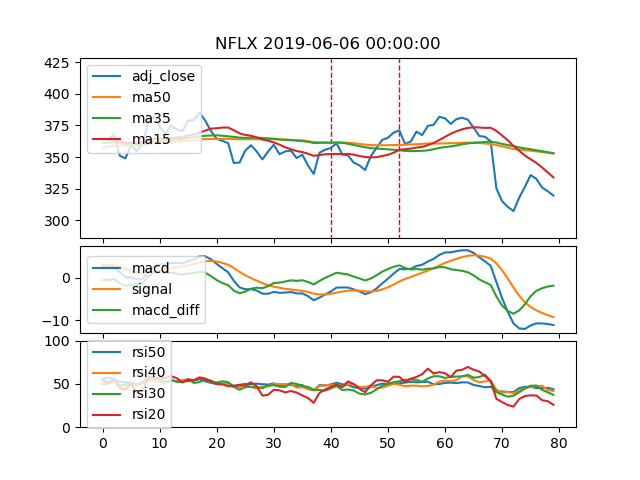 NFLX 2019-06-06 00:00:00
425
400
375
350
325
300
adj_close
ma50
ma35
ma15
0
−10
macd
signal
macd_diff
100
50
0
rsi50
rsi40
rsi30
rsi20
0 10 20 30 40 50 60 70 80